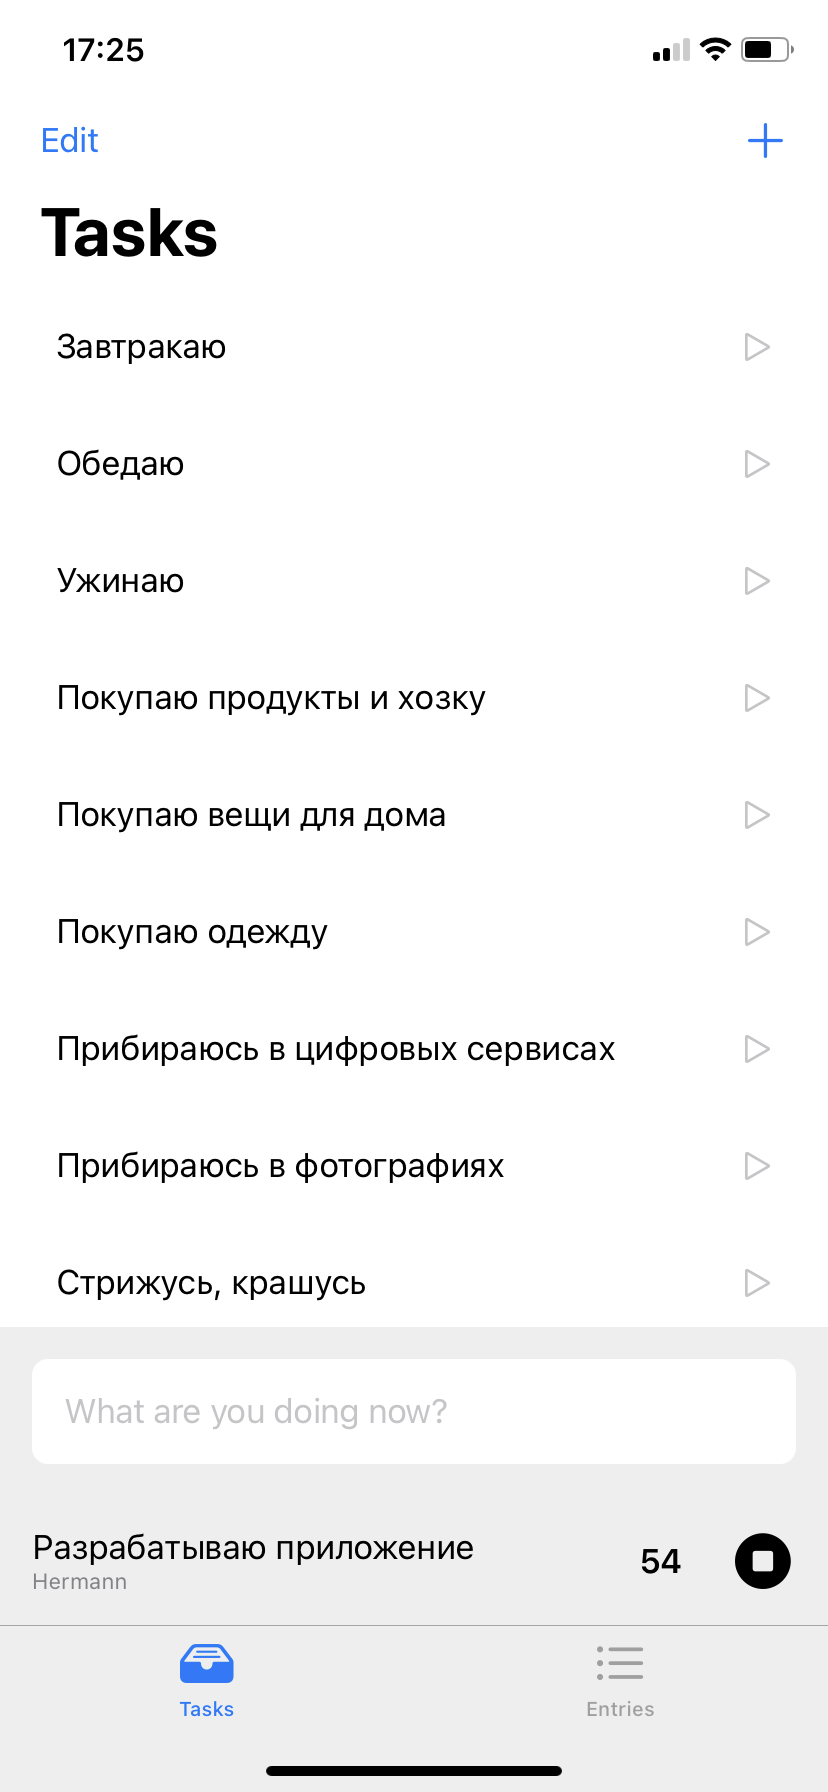 17:25
Edit
Tasks
Завтракаю
Обедаю
Ужинаю
Покупаю продукты и хозку
Покупаю вещи для дома
Покупаю одежду
Прибираюсь в цифровых сервисах
Прибираюсь в фотографиях
Стрижусь, крашусь
What are you doing now?
Разрабатываю приложение
Hermann
54
Tasks
Entries